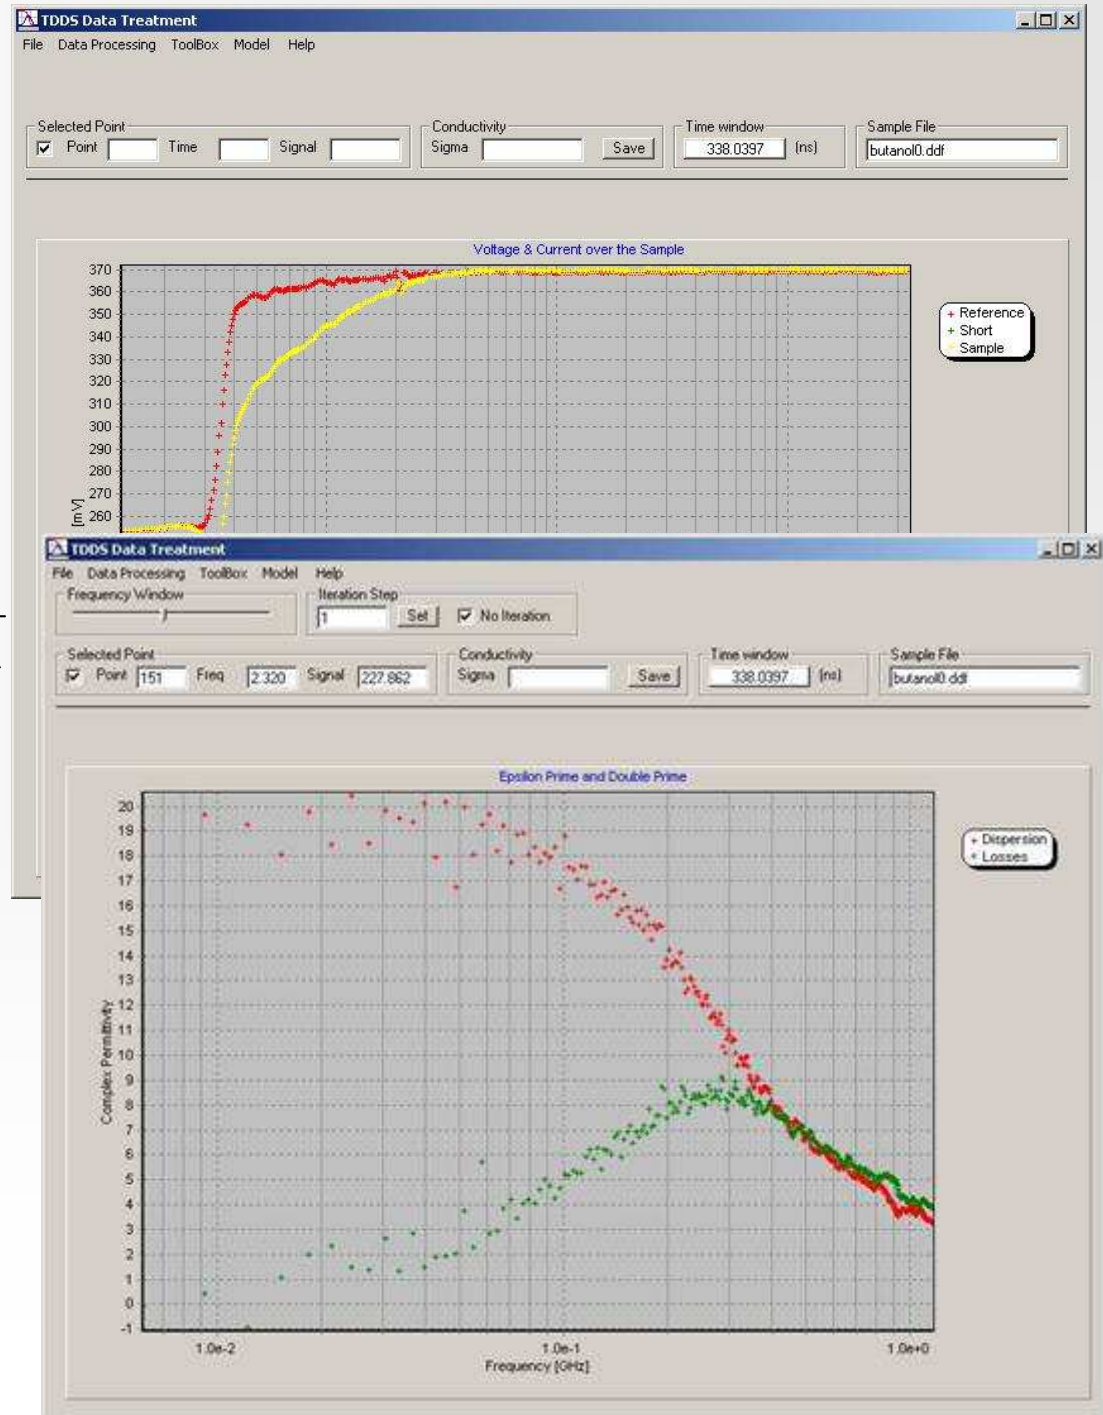 TDDS Data Treatment
File Data Processing ToolBox Model Help
Selected Point
Point Time Signal
Conductivity
Sigma Save
Time window
338.0397 (ns)
Sample File
butanol0.ddf
Voltage & Current over the Sample
370
360
350
340
330
320
310
300
290
280
270
260
[mV]
Reference
Short
Sample
TDDS Data Treatment
File Data Processing ToolBox Model Help
Frequency Window
Iteration Step
1 Set No Iteration
Selected Point
Point 151 Freq 2.320 Signal 227.862
Conductivity
Sigma Save
Time window
338.0397 (ns)
Sample File
butanol0.ddf
Epsilon Prime and Double Prime
20
19
18
17
16
15
14
13
12
11
10
9
8
7
6
5
4
3
2
1
0
-1
Complex Permittivity
Dispersion
Losses
1.0e-2 1.0e-1 1.0e+0
Frequency [GHz]